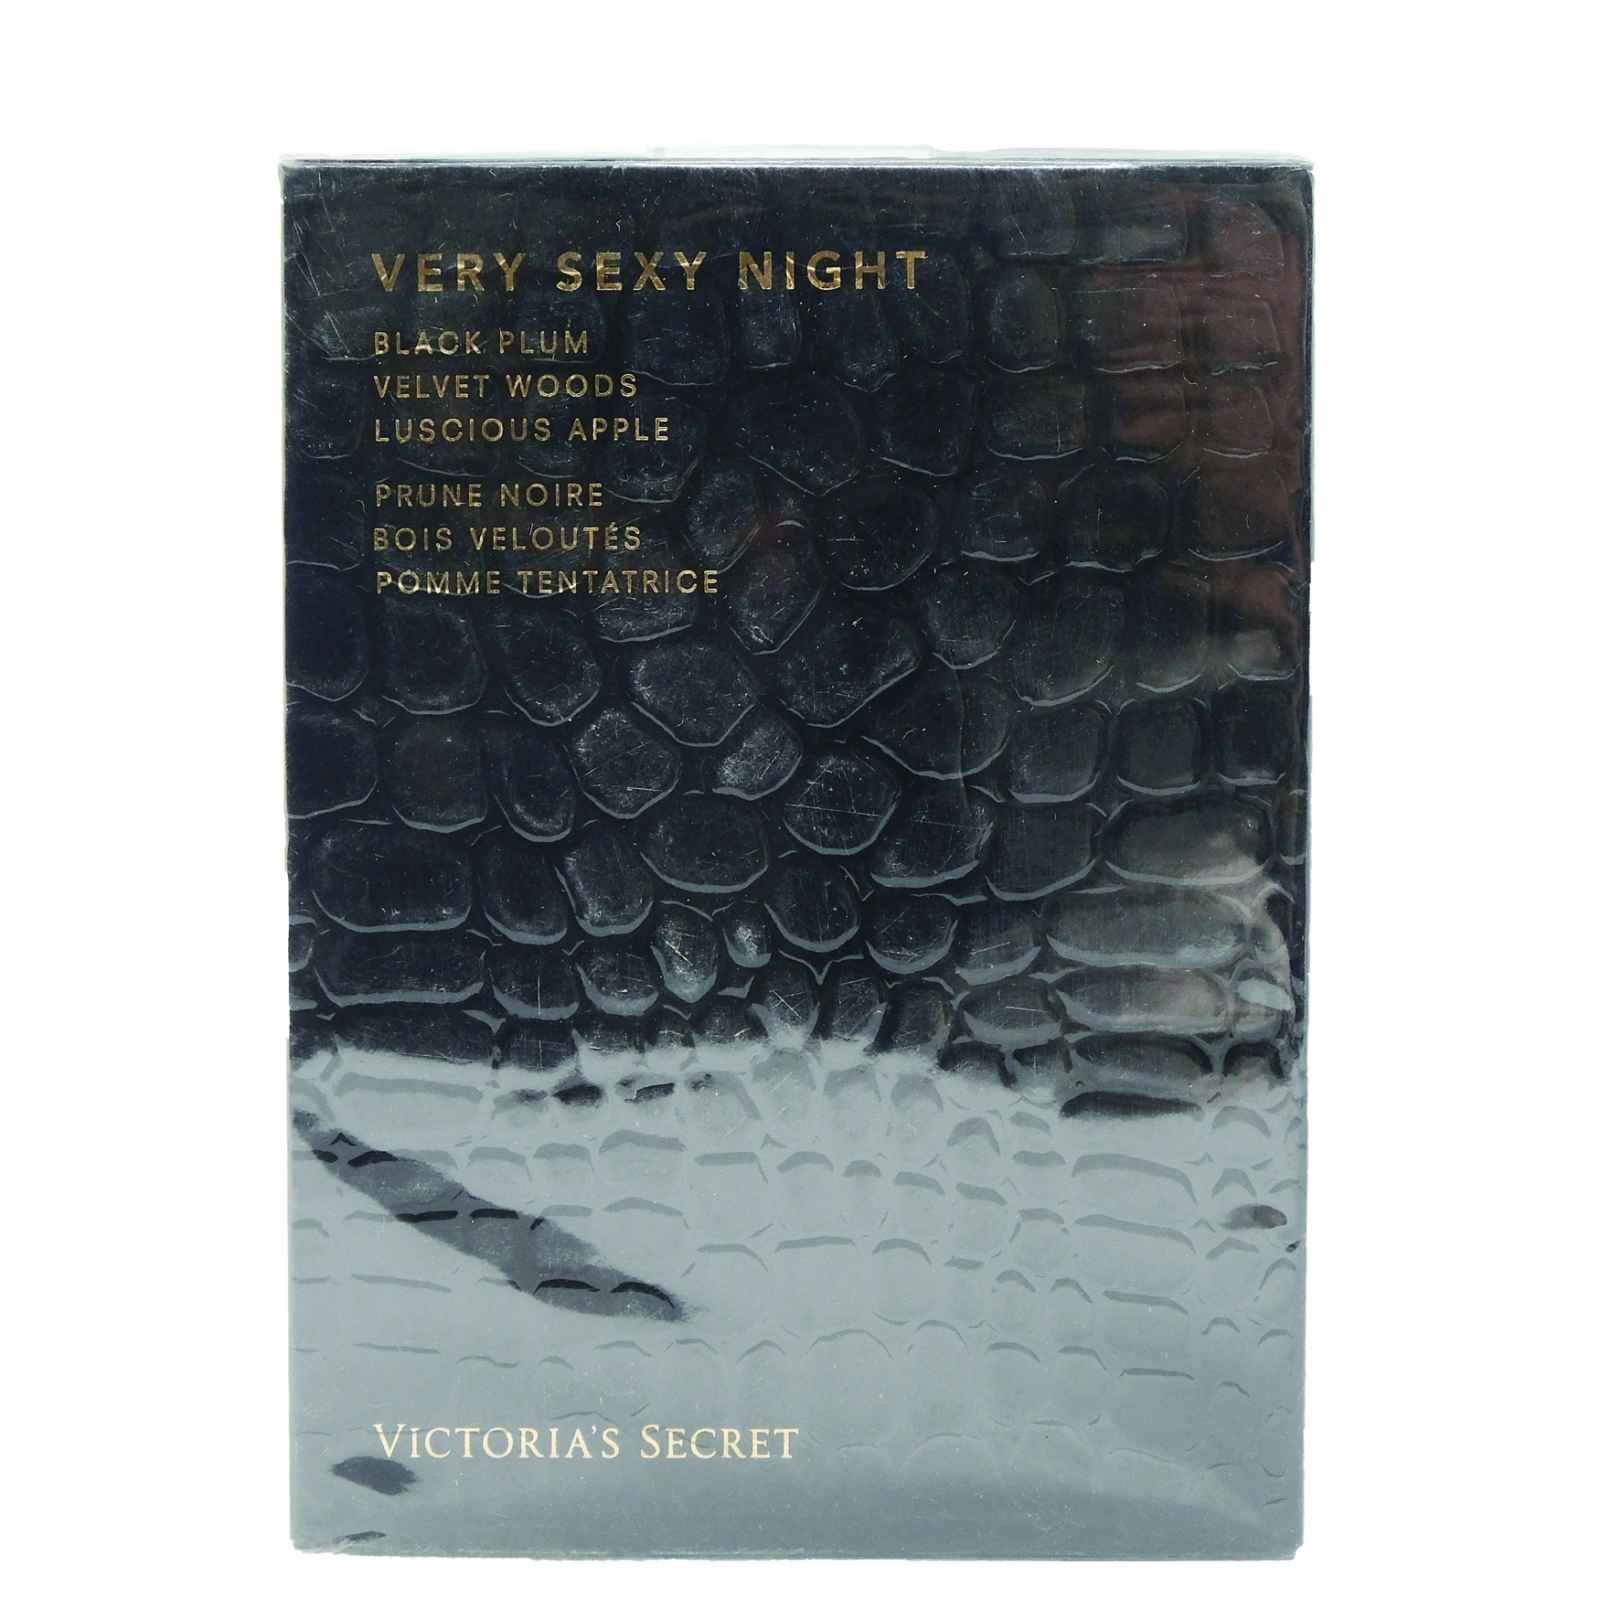 VERY SEXY NIGHT
BLACK PLUM
VELVET WOODS
LUSCIOUS APPLE
PRUNE NOIRE
BOIS VELOUTÉS
POMME TENTATRICE
VICTORIA'S SECRET